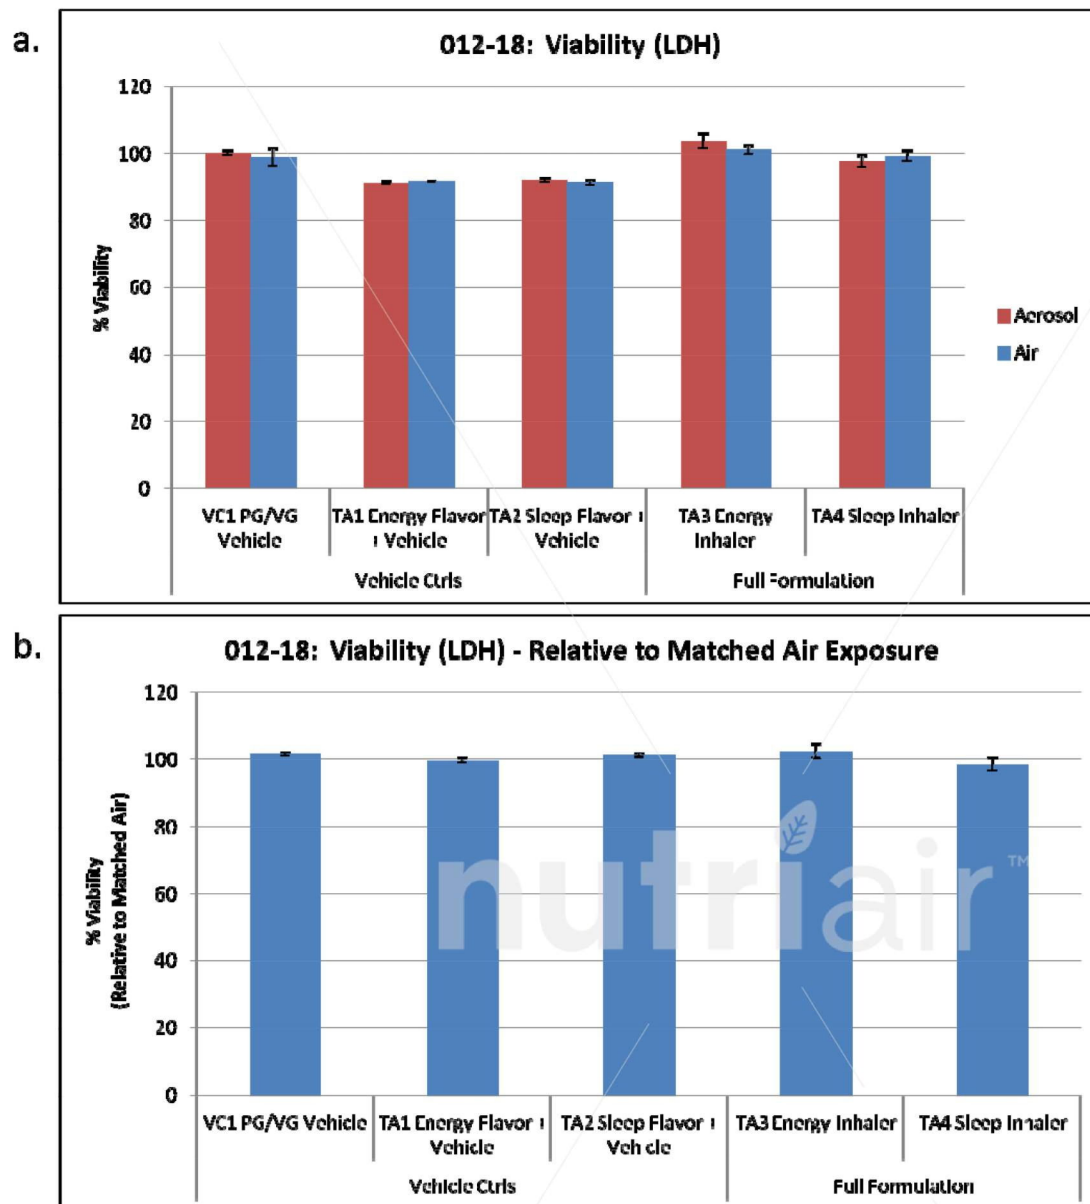 a.
012-18: Viability (LDH)
120
100
80
60
40
20
0
% Viability
VC1 PG/VG
Vehicle
TA1 Energy Flavor
+ Vehicle
TA2 Sleep Flavor +
Vehicle
TA3 Energy
Inhaler
TA4 Sleep Inhaler
Vehicle Ctrls
Full Formulation
Aerosol
Air
b.
012-18: Viability (LDH) - Relative to Matched Air Exposure
120
100
80
60
40
20
0
% Viability
(Relative to Matched Air)
nutriair™
VC1 PG/VG Vehicle
TA1 Energy Flavor +
Vehicle
TA2 Sleep Flavor +
Vehicle
TA3 Energy Inhaler
TA4 Sleep Inhaler
Vehicle Ctrls
Full Formulation